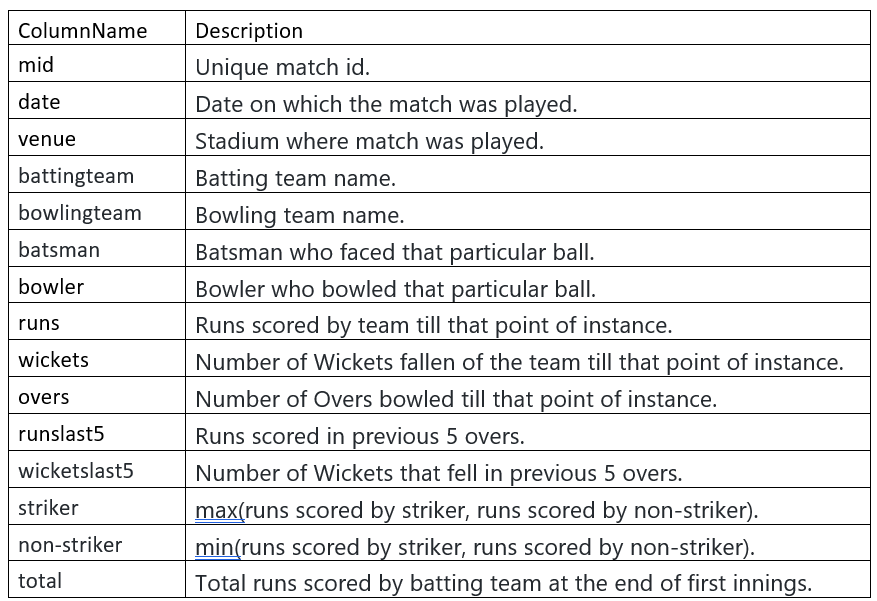 ColumnName Description
mid Unique match id.
date Date on which the match was played.
venue Stadium where match was played.
battingteam Batting team name.
bowlingteam Bowling team name.
batsman Batsman who faced that particular ball.
bowler Bowler who bowled that particular ball.
runs Runs scored by team till that point of instance.
wickets Number of Wickets fallen of the team till that point of instance.
overs Number of Overs bowled till that point of instance.
runslast5 Runs scored in previous 5 overs.
wicketslast5 Number of Wickets that fell in previous 5 overs.
striker max(runs scored by striker, runs scored by non-striker).
non-striker min(runs scored by striker, runs scored by non-striker).
total Total runs scored by batting team at the end of first innings.